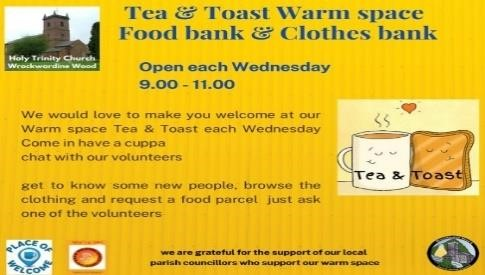 Tea & Toast Warm space
Food bank & Clothes bank
Holy Trinity Church
Wrockwardine Wood
Open each Wednesday
9.00 - 11.00
We would love to make you welcome at our
Warm space Tea & Toast each Wednesday
Come in have a cuppa
chat with our volunteers
get to know some new people, browse the
clothing and request a food parcel just ask
one of the volunteers
Tea & Toast
PLACE OF
WELCOME
we are grateful for the support of our local
parish councillors who support our warm space